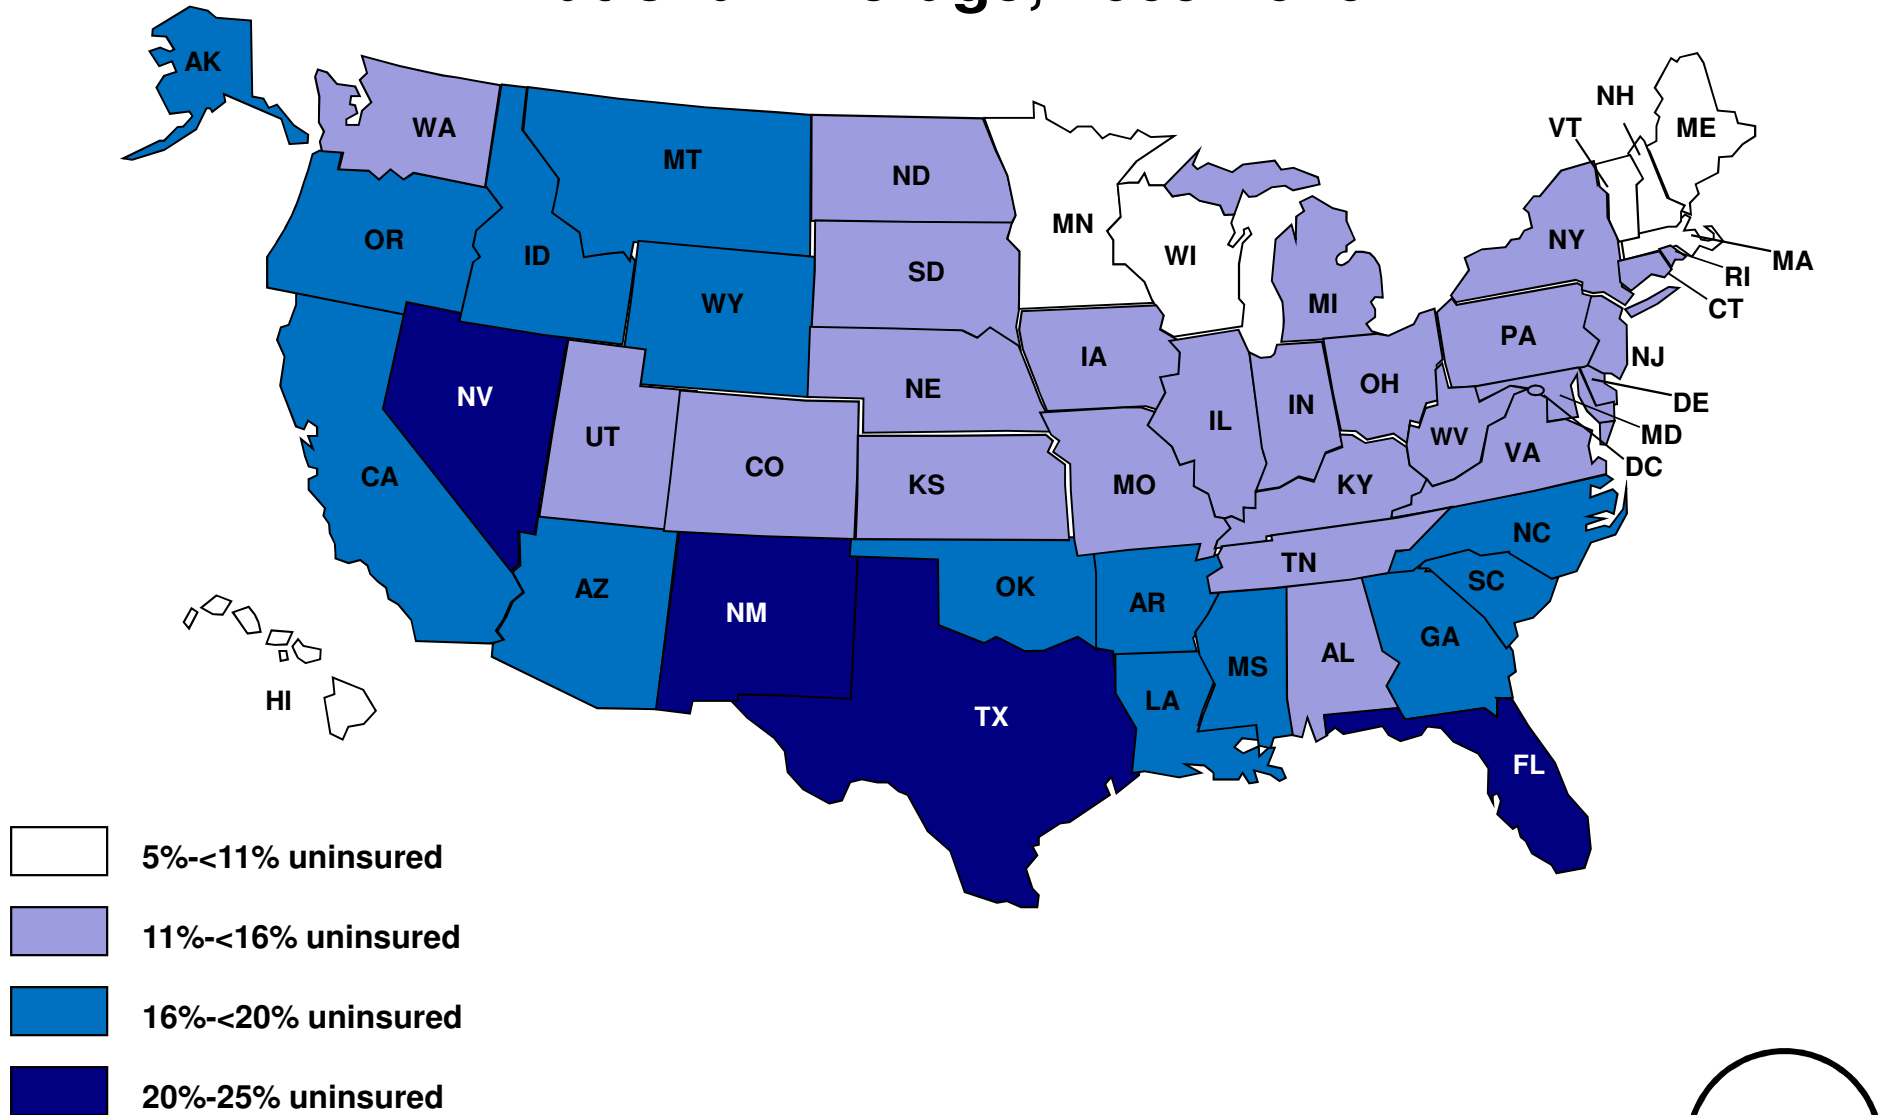 AK
WA
MT
ND
MN
WI
NH
VT
ME
OR
ID
WY
SD
MI
NY
MA
RI
CT
NV
UT
CO
NE
IA
IL
IN
OH
PA
NJ
DE
MD
DC
WV
VA
KY
CA
KS
MO
AZ
NM
OK
AR
TN
NC
SC
GA
AL
MS
LA
TX
FL
HI
5%-<11% uninsured
11%-<16% uninsured
16%-<20% uninsured
20%-25% uninsured